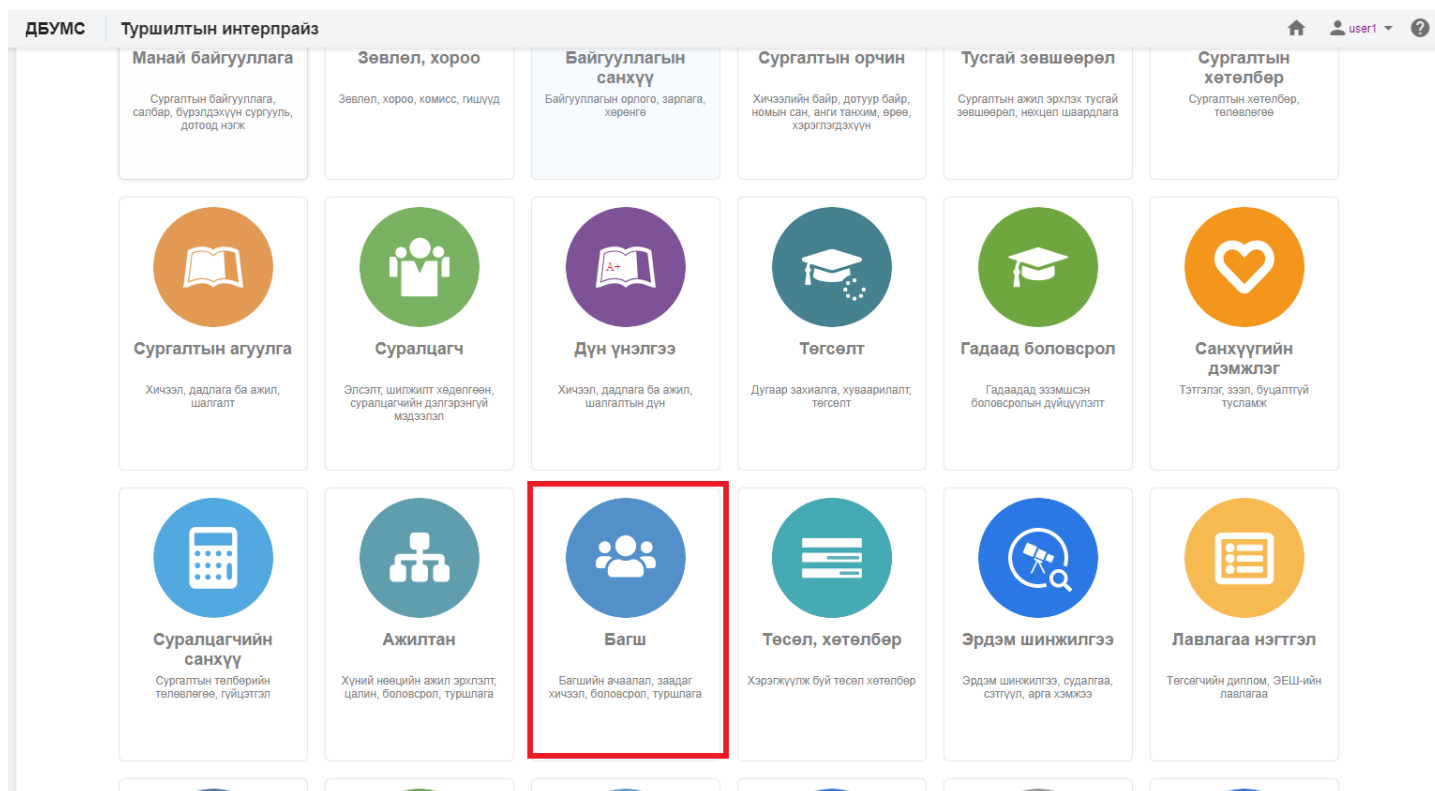 ДБУМС Туршилтын интерпрайз user1
Манай байгууллага
Сургалтын байгууллага,
салбар, бүрэлдэхүүн сургууль,
дотоод нэгж
Зөвлөл, хороо
Зөвлөл, хороо, комисс, гишүүд
Байгууллагын
санхүү
Байгууллагын орлого, зарлага,
хөрөнгө
Сургалтын орчин
Хичээлийн байр, дотуур байр,
номын сан, анги танхим, өрөө,
хэрэглэгдэхүүн
Тусгай зөвшөөрөл
Сургалтын ажил эрхлэх тусгай
зөвшөөрөл, нөхцөл шаардлага
Сургалтын
хөтөлбөр
Сургалтын хөтөлбөр,
төлөвлөгөө
Сургалтын агуулга
Хичээл, дадлага ба ажил,
шалгалт
Суралцагч
Элсэлт, шилжилт хөдөлгөөн,
суралцагчийн дэлгэрэнгүй
мэдээлэл
A+
Дүн үнэлгээ
Хичээл, дадлага ба ажил,
шалгалтын дүн
Төгсөлт
Дугаар захиалга, хуваарилалт,
төгсөлт
Гадаад боловсрол
Гадаадад эзэмшсэн
боловсролын дүйцүүлэлт
Санхүүгийн
дэмжлэг
Тэтгэлэг, зээл, буцалтгүй
тусламж
Суралцагчийн
санхүү
Сургалтын төлбөрийн
төлөвлөгөө, гүйцэтгэл
Ажилтан
Хүний нөөцийн ажил эрхлэлт,
цалин, боловсрол, туршлага
Багш
Багшийн ачаалал, заадаг
хичээл, боловсрол, туршлага
Төсөл, хөтөлбөр
Хэрэгжүүлж буй төсөл хөтөлбөр
Эрдэм шинжилгээ
Эрдэм шинжилгээ, судалгаа,
сэтгүүл, арга хэмжээ
Лавлагаа нэгтгэл
Төгсөгчийн диплом, ЭЕШ-ийн
лавлагаа